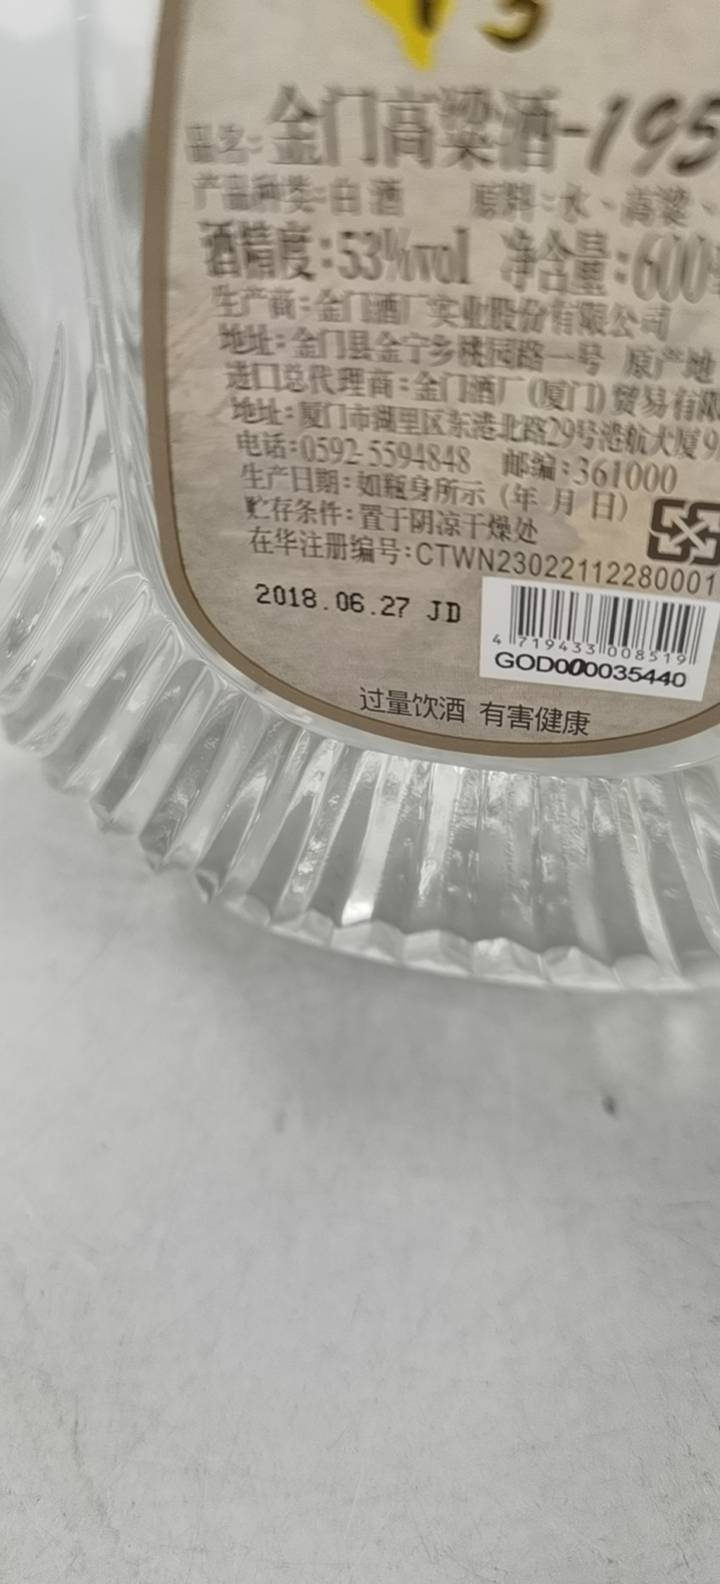 品名:金门高粱酒-195
产品种类:白酒 原料:水、高粱、
酒精度:53%vol 净含量:600
生产商:金门酒厂实业股份有限公司
地址:金门县金宁乡桃园路一号 原产地
进口总代理商:金门酒厂(厦门)贸易有限
地址:厦门市湖里区东港北路29号港航大厦9
电话:0592-5594848 邮编:361000
生产日期:如瓶身所示(年 月 日)
贮存条件:置于阴凉干燥处
在华注册编号:CTWN23022112280001
2018.06.27 JD
4 719433 008519
GOD000035440
过量饮酒 有害健康